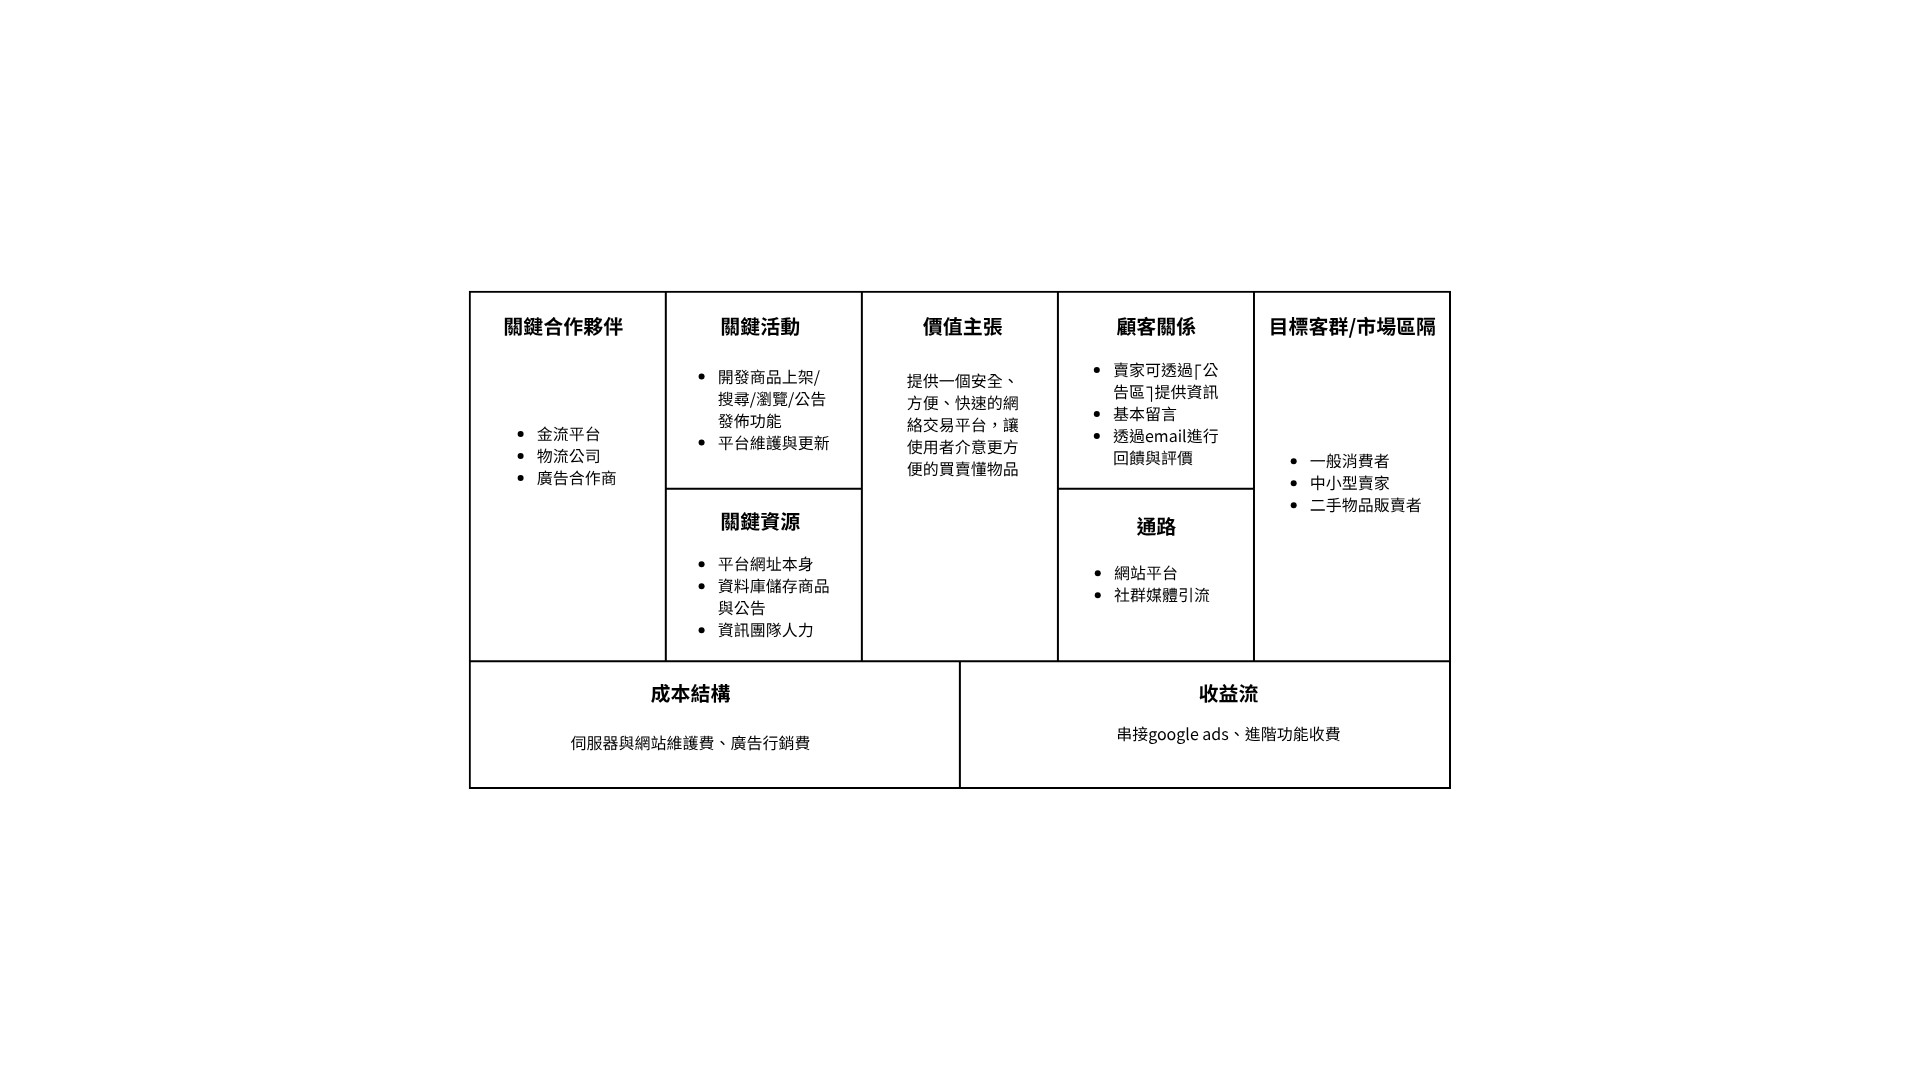 關鍵合作夥伴
金流平台
物流公司
廣告合作商
關鍵活動
開發商品上架/
搜尋/瀏覽/公告
發佈功能
平台維護與更新
關鍵資源
平台網址本身
資料庫儲存商品
與公告
資訊團隊人力
價值主張
提供一個安全、
方便、快速的網
絡交易平台，讓
使用者介意更方
便的買賣懂物品
顧客關係
賣家可透過「公
告區」提供資訊
基本留言
透過email進行
回饋與評價
通路
網站平台
社群媒體引流
目標客群/市場區隔
一般消費者
中小型賣家
二手物品販賣者
成本結構
伺服器與網站維護費、廣告行銷費
收益流
串接google ads、進階功能收費